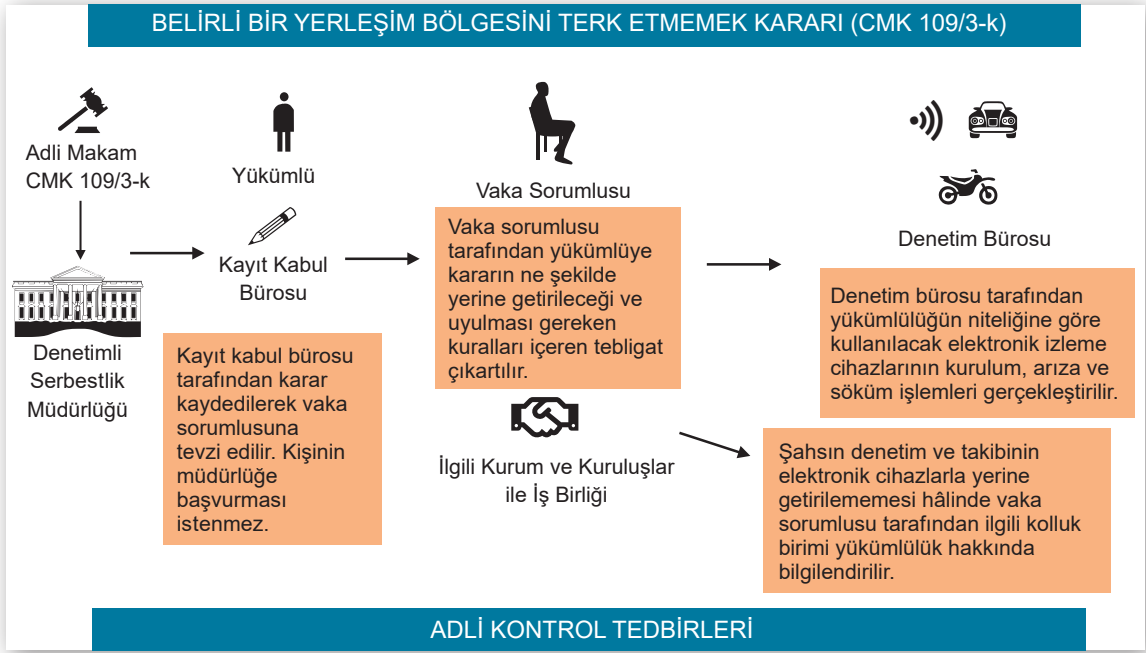 BELİRLİ BİR YERLEŞİM BÖLGESİNİ TERK ETMEMEK KARARI (CMK 109/3-k)
Adli Makam
CMK 109/3-k
Denetimli
Serbestlik
Müdürlüğü
Yükümlü
Kayıt Kabul
Bürosu
Kayıt kabul bürosu
tarafından karar
kaydedilerek vaka
sorumlusuna
tevzi edilir. Kişinin
müdürlüğe
başvurması
istenmez.
Vaka Sorumlusu
Vaka sorumlusu
tarafından yükümlüye
kararın ne şekilde
yerine getirileceği ve
uyulması gereken
kuralları içeren tebligat
çıkartılır.
İlgili Kurum ve Kuruluşlar
ile İş Birliği
Denetim Bürosu
Denetim bürosu tarafından
yükümlülüğün niteliğine göre
kullanılacak elektronik izleme
cihazlarının kurulum, arıza ve
söküm işlemleri gerçekleştirilir.
Şahsın denetim ve takibinin
elektronik cihazlarla yerine
getirilememesi hâlinde vaka
sorumlusu tarafından ilgili kolluk
birimi yükümlülük hakkında
bilgilendirilir.
ADLİ KONTROL TEDBİRLERİ